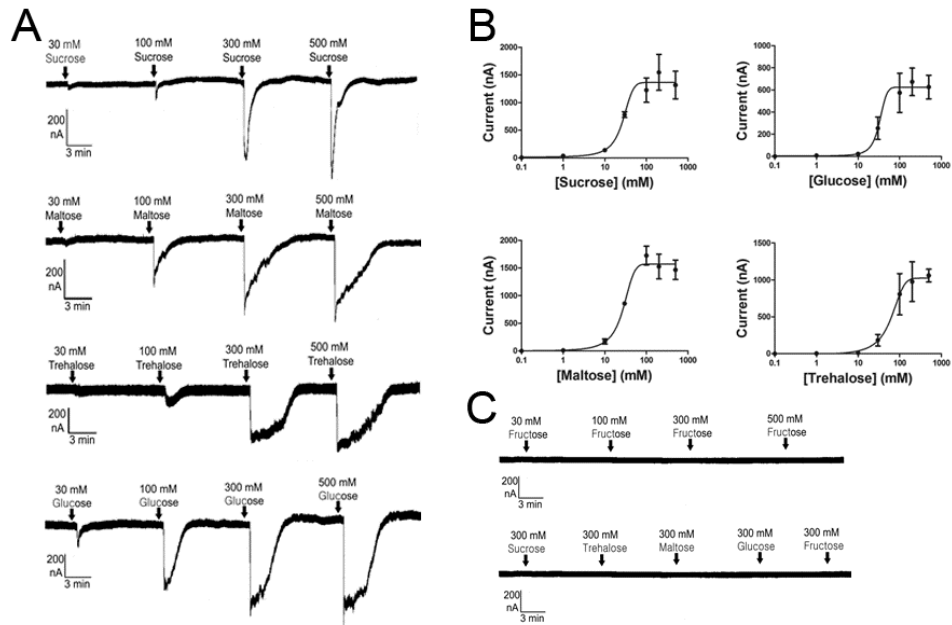 A
30 mM 100 mM 300 mM 500 mM
Sucrose Sucrose Sucrose Sucrose
200
nA
3 min
30 mM 100 mM 300 mM 500 mM
Maltose Maltose Maltose Maltose
200
nA
3 min
30 mM 100 mM 300 mM 500 mM
Trehalose Trehalose Trehalose Trehalose
200
nA
3 min
30 mM 100 mM 300 mM 500 mM
Glucose Glucose Glucose Glucose
200
nA
3 min
B
2000
1500
1000
500
0
Current (nA)
0.1 1 10 100 1000
[Sucrose] (mM)
800
600
400
200
0
Current (nA)
0.1 1 10 100 1000
[Glucose] (mM)
2000
1500
1000
500
0
Current (nA)
0.1 1 10 100 1000
[Maltose] (mM)
1500
1000
500
0
Current (nA)
0.1 1 10 100 1000
[Trehalose] (mM)
C
30 mM 100 mM 300 mM 500 mM
Fructose Fructose Fructose Fructose
200
nA
3 min
300 mM 300 mM 300 mM 300 mM 300 mM
Sucrose Trehalose Maltose Glucose Fructose
200
nA
3 min